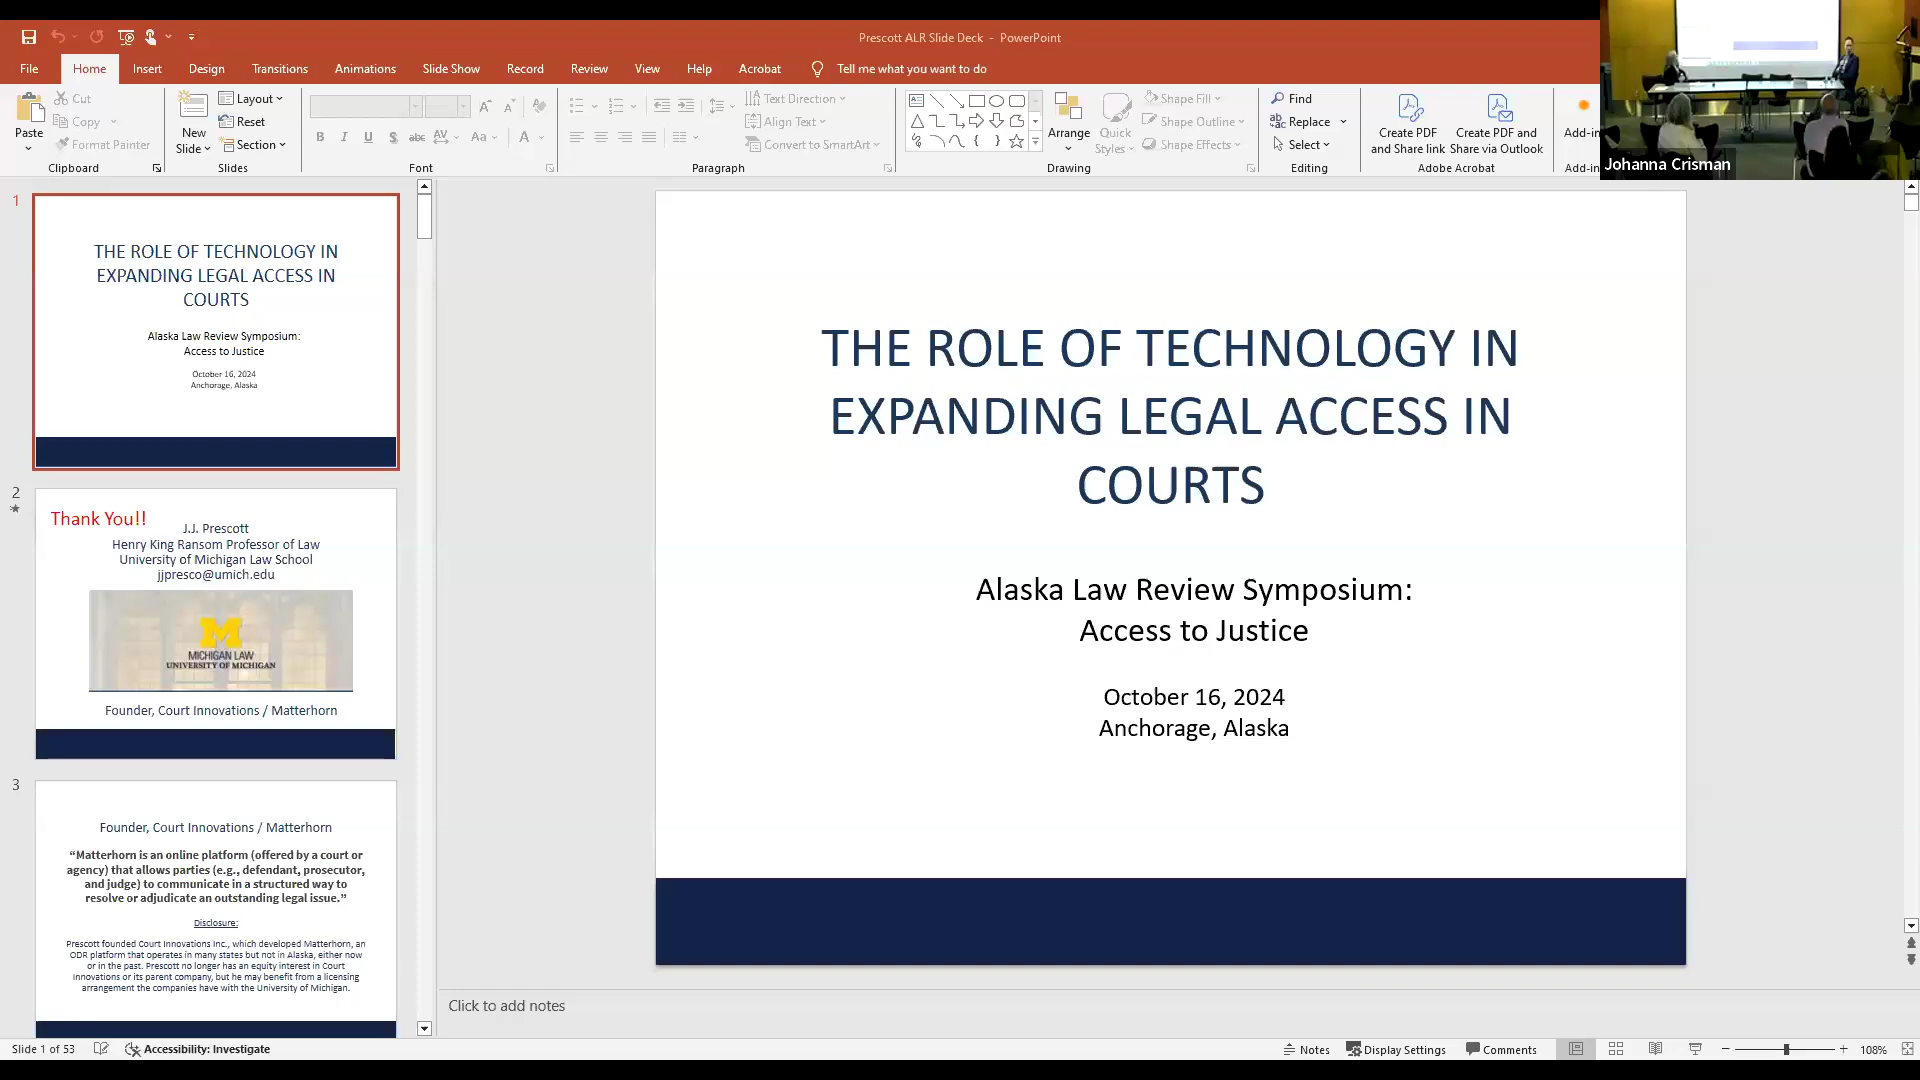 Prescott ALR Slide Deck - PowerPoint
File
Home
Insert
Design
Transitions
Animations
Slide Show
Record
Review
View
Help
Acrobat
Tell me what you want to do
Paste
Cut
Copy
Format Painter
Clipboard
New
Slide
Layout
Reset
Section
Slides
B I U S abc AV Aa A
Font
Text Direction
Align Text
Convert to SmartArt
Paragraph
Arrange
Quick
Styles
Shape Fill
Shape Outline
Shape Effects
Drawing
Find
Replace
Select
Editing
Create PDF
and Share link
Create PDF and
Share via Outlook
Adobe Acrobat
Add-in
Add-in
Johanna Crisman
1
THE ROLE OF TECHNOLOGY IN
EXPANDING LEGAL ACCESS IN
COURTS
Alaska Law Review Symposium:
Access to Justice
October 16, 2024
Anchorage, Alaska
2
Thank You!!
J.J. Prescott
Henry King Ransom Professor of Law
University of Michigan Law School
jjpresco@umich.edu
M
MICHIGAN LAW
UNIVERSITY OF MICHIGAN
Founder, Court Innovations / Matterhorn
3
Founder, Court Innovations / Matterhorn
“Matterhorn is an online platform (offered by a court or
agency) that allows parties (e.g., defendant, prosecutor,
and judge) to communicate in a structured way to
resolve or adjudicate an outstanding legal issue.”
Disclosure:
Prescott founded Court Innovations Inc., which developed Matterhorn, an
ODR platform that operates in many states but not in Alaska, either now
or in the past. Prescott no longer has an equity interest in Court
Innovations or its parent company, but he may benefit from a licensing
arrangement the companies have with the University of Michigan.
THE ROLE OF TECHNOLOGY IN
EXPANDING LEGAL ACCESS IN
COURTS
Alaska Law Review Symposium:
Access to Justice
October 16, 2024
Anchorage, Alaska
Click to add notes
Slide 1 of 53
Accessibility: Investigate
Notes
Display Settings
Comments
108%